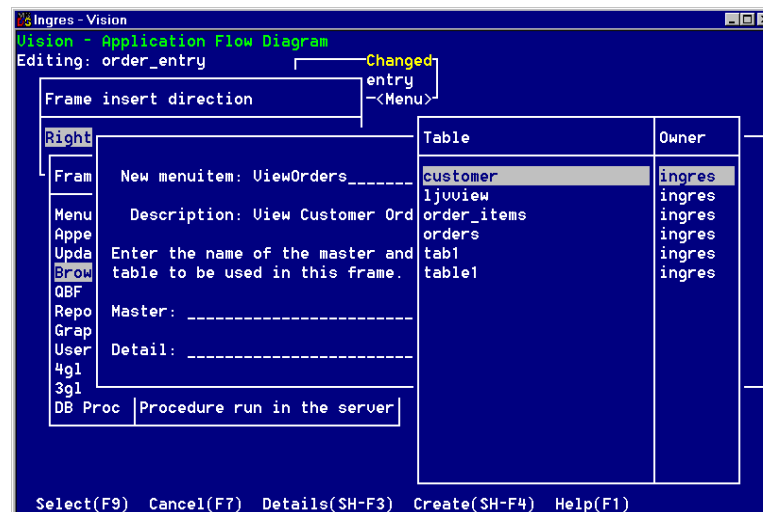 Ingres - Vision
Vision - Application Flow Diagram
Editing: order_entry
Changed
entry
<Menu>
Frame insert direction
Right
Fram
Menu
Appe
Upda
Brow
QBF
Repo
Grap
User
4gl
3gl
DB Proc Procedure run in the server
New menuitem: ViewOrders_______
Description: View Customer Ord
Enter the name of the master and
table to be used in this frame.
Master: ________________________
Detail: ________________________
Table Owner
customer ingres
ljvview ingres
order_items ingres
orders ingres
tab1 ingres
table1 ingres
Select(F9) Cancel(F7) Details(SH-F3) Create(SH-F4) Help(F1)